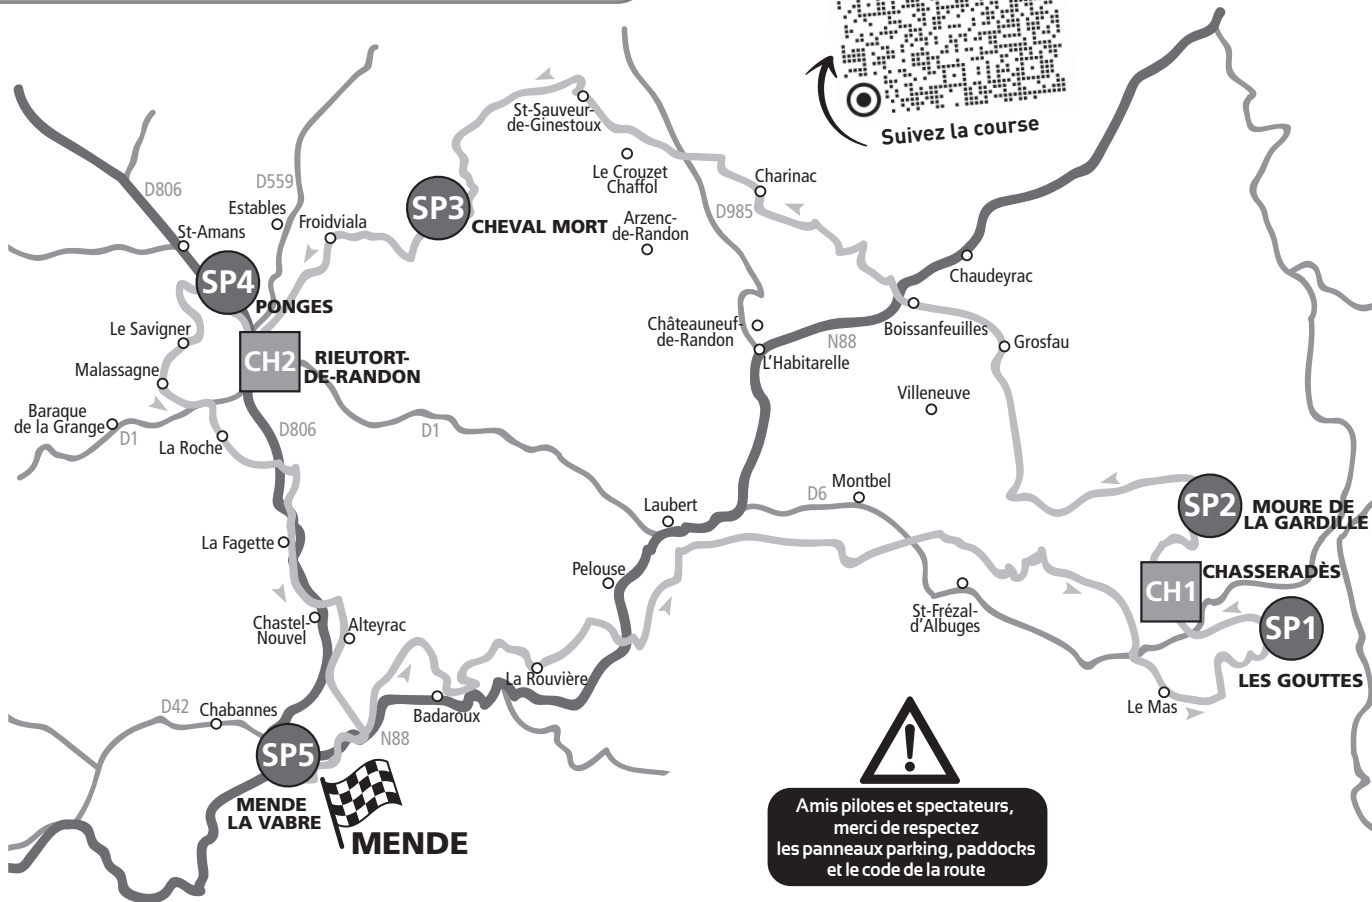 Suivez la course
St-Sauveur-
de-Ginestoux
Le Crouzet
Chaffol
Charinac
D806
D559
Estables
Froidviala
SP3
CHEVAL MORT
Arzenc-
de-Randon
D985
St-Amans
SP4
PONGES
Chaudeyrac
Le Savigner
CH2
RIEUTORT-
DE-RANDON
Châteauneuf-
de-Randon
L'Habitarelle
N88
Boissanfeuilles
Grosfau
Malassagne
Villeneuve
Baraque
de la Grange
D1
La Roche
D806
D1
Laubert
D6
Montbel
SP2
MOURE DE
LA GARDILLE
La Fagette
Pelouse
CH1
CHASSERADÈS
St-Frézal-
d'Albuges
Chastel-
Nouvel
Alteyrac
SP1
LES GOUTTES
La Rouvière
Le Mas
D42
Chabannes
Badaroux
N88
SP5
MENDE
LA VABRE
MENDE
!
Amis pilotes et spectateurs,
merci de respectez
les panneaux parking, paddocks
et le code de la route